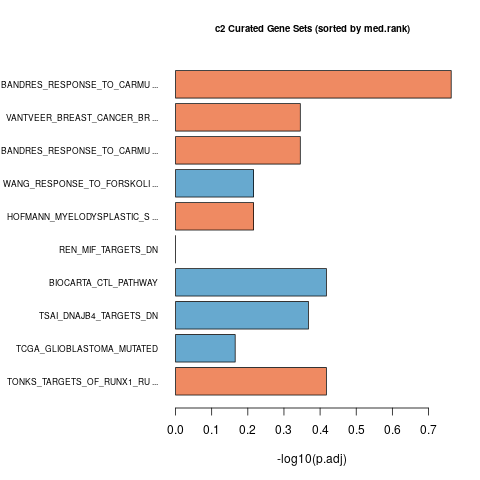 c2 Curated Gene Sets (sorted by med.rank)
BANDRES_RESPONSE_TO_CARMU...
VANTVEER_BREAST_CANCER_BR...
BANDRES_RESPONSE_TO_CARMU...
WANG_RESPONSE_TO_FORSKOLI...
HOFMANN_MYELODYSPLASTIC_S...
REN_MIF_TARGETS_DN
BIOCARTA_CTL_PATHWAY
TSAI_DNAJB4_TARGETS_DN
TCGA_GLIOBLASTOMA_MUTATED
TONKS_TARGETS_OF_RUNX1_RU...
0.0 0.1 0.2 0.3 0.4 0.5 0.6 0.7
-log10(p.adj)